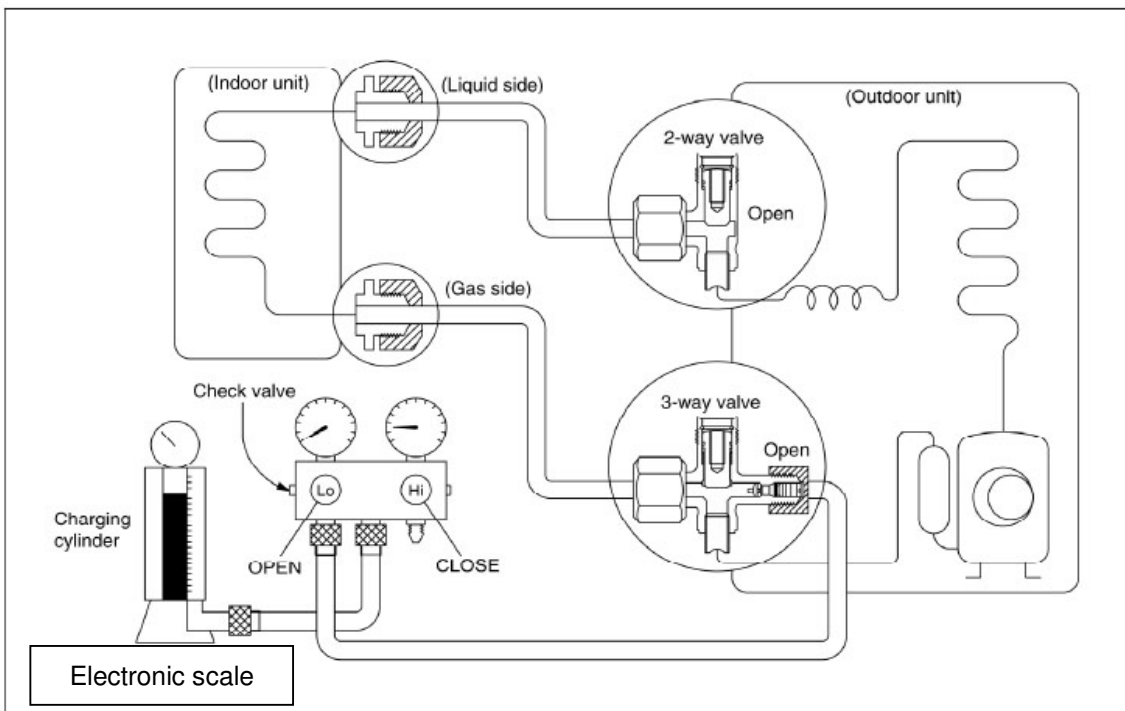 (Indoor unit)
(Liquid side)
(Outdoor unit)
2-way valve
Open
(Gas side)
Check valve
3-way valve
Open
Lo
Hi
Charging
cylinder
OPEN
CLOSE
Electronic scale